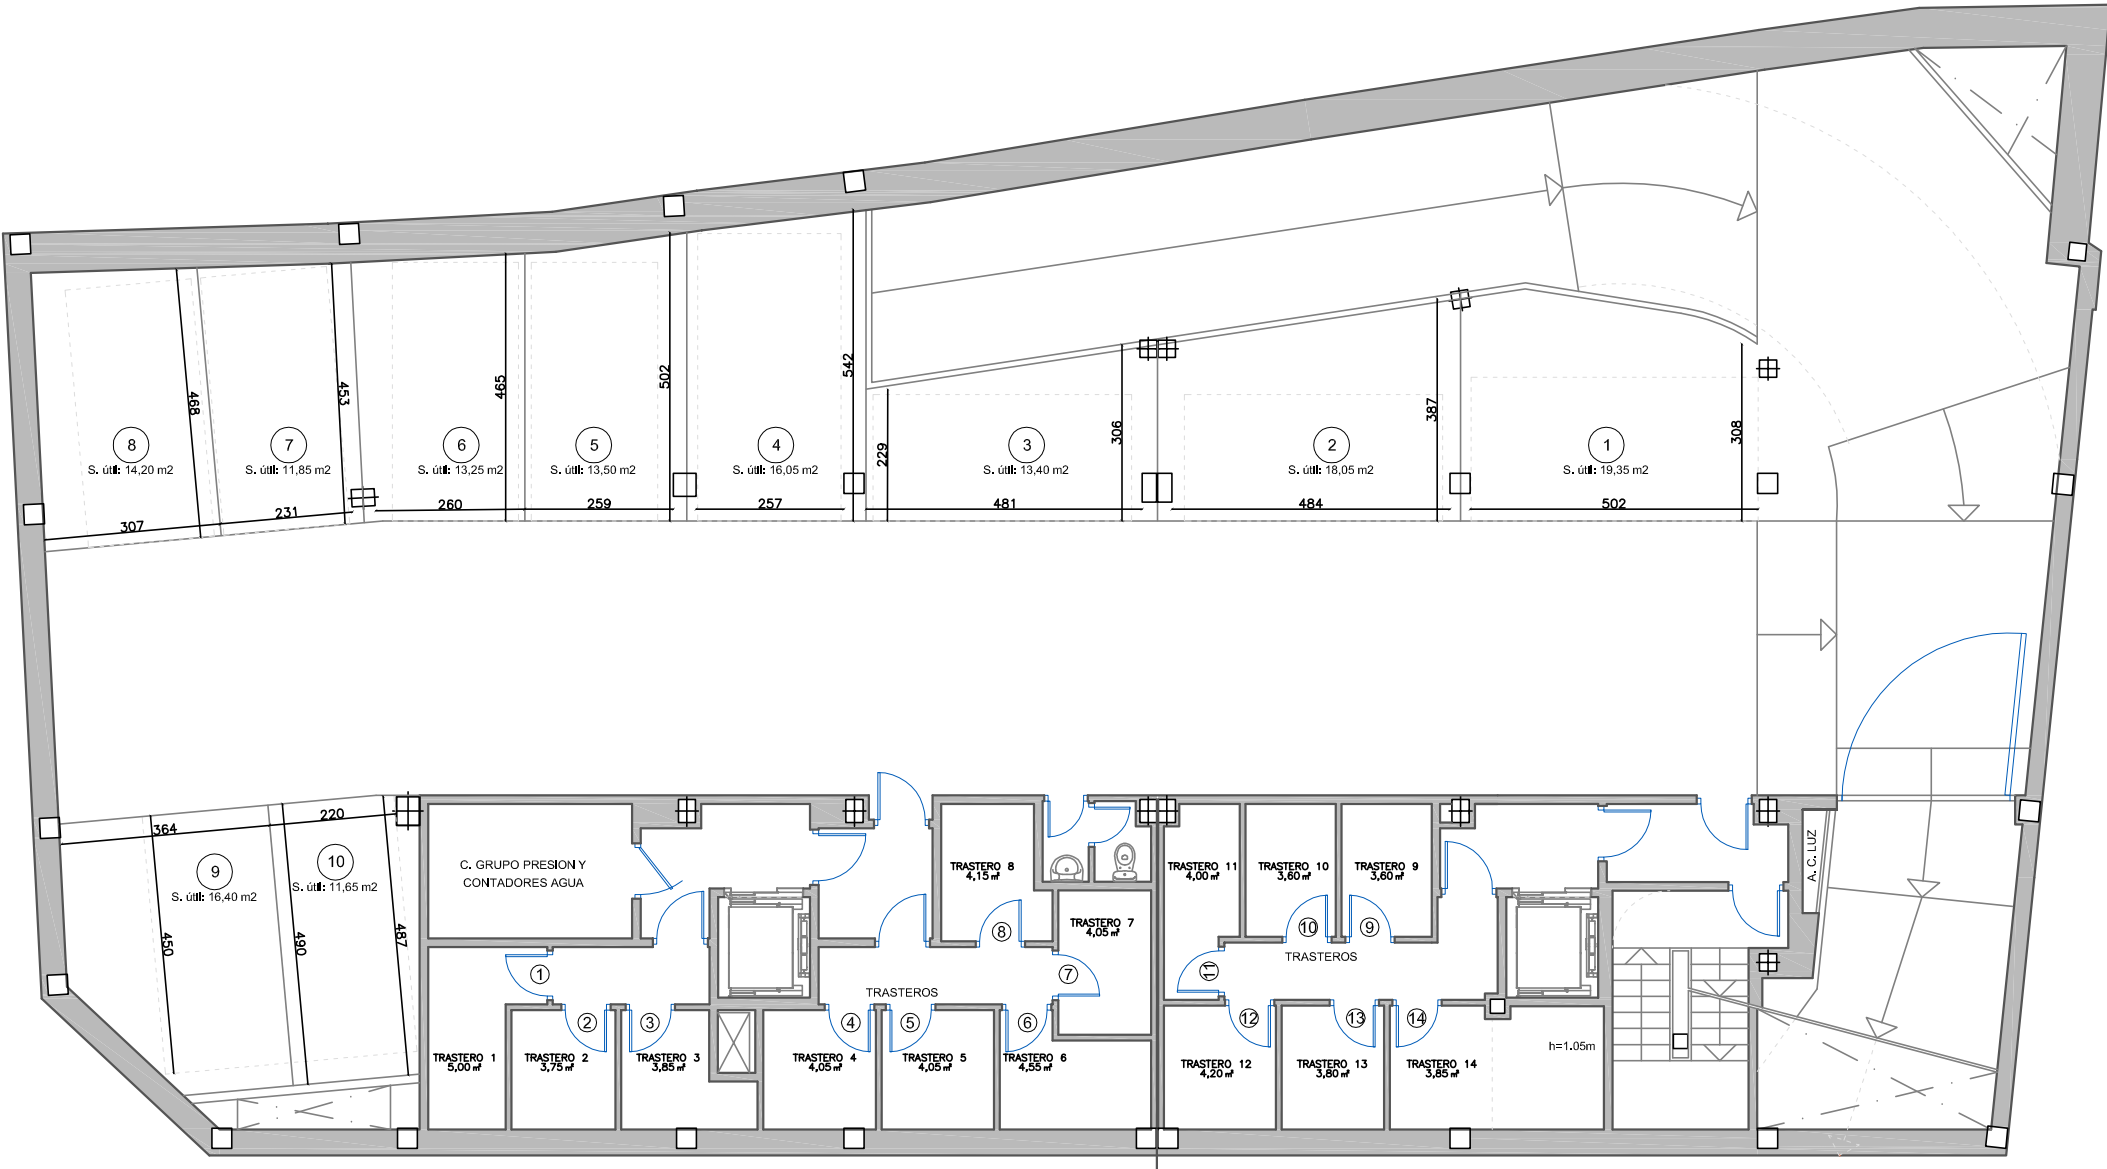 542
502
387
465
453
468
306
308
229
8
S. útil: 14,20 m2
7
S. útil: 11,85 m2
6
S. útil: 13,25 m2
5
S. útil: 13,50 m2
4
S. útil: 16,05 m2
3
S. útil: 13,40 m2
2
S. útil: 18,05 m2
1
S. útil: 19,35 m2
307
231
260
259
257
481
484
502
364
220
9
S. útil: 16,40 m2
10
S. útil: 11,65 m2
450
490
487
C. GRUPO PRESION Y
CONTADORES AGUA
TRASTERO 8
4,15 m²
TRASTERO 11
4,00 m²
TRASTERO 10
3,60 m²
TRASTERO 9
3,60 m²
A. C. LUZ
TRASTERO 7
4,05 m²
8
10
9
TRASTEROS
1
7
11
TRASTEROS
2
3
4
5
6
12
13
14
h=1.05m
TRASTERO 1
5,00 m²
TRASTERO 2
3,75 m²
TRASTERO 3
3,85 m²
TRASTERO 4
4,05 m²
TRASTERO 5
4,05 m²
TRASTERO 6
4,55 m²
TRASTERO 12
4,20 m²
TRASTERO 13
3,80 m²
TRASTERO 14
3,85 m²